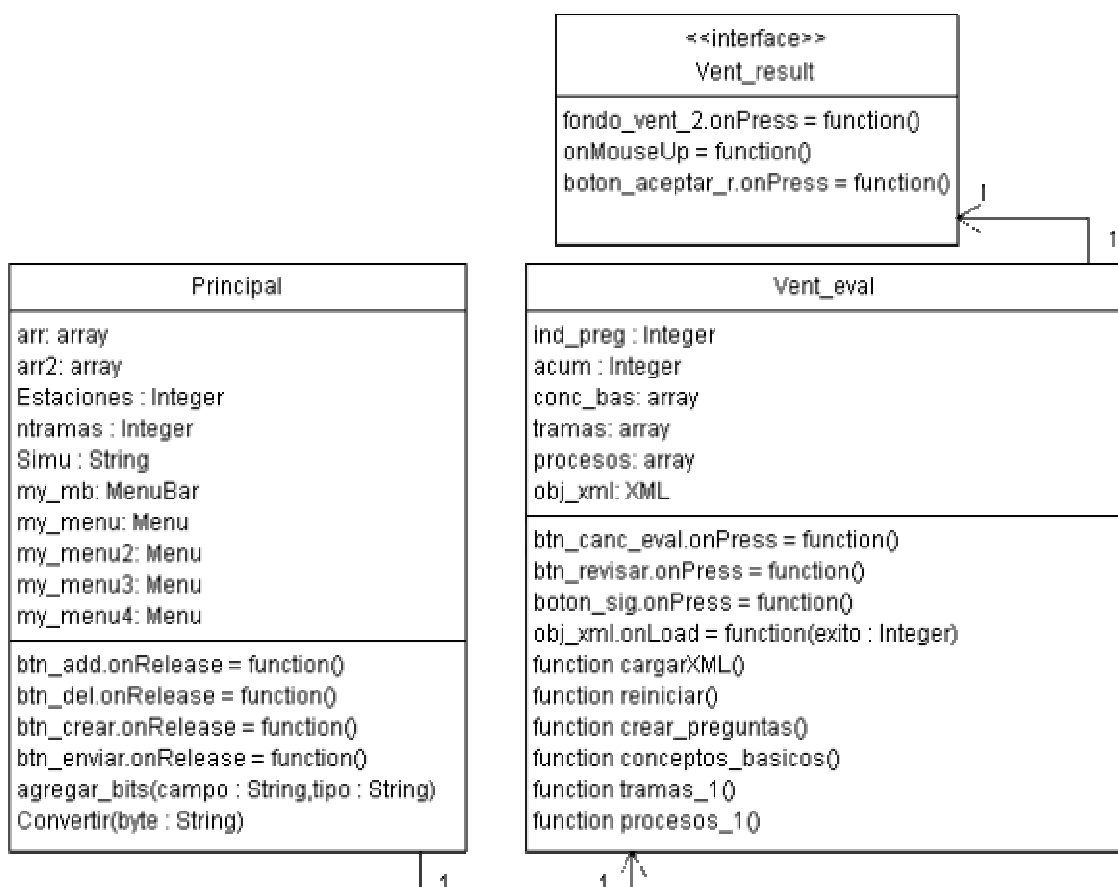 <<interface>>
Vent_result
fondo_vent_2.onPress = function()
onMouseUp = function()
boton_aceptar_r.onPress = function()
1
1
Principal
arr: array
arr2: array
Estaciones : Integer
ntramas : Integer
Simu : String
my_mb: MenuBar
my_menu: Menu
my_menu2: Menu
my_menu3: Menu
my_menu4: Menu
btn_add.onRelease = function()
btn_del.onRelease = function()
btn_crear.onRelease = function()
btn_enviar.onRelease = function()
agregar_bits(campo : String,tipo : String)
Convertir(byte : String)
1
Vent_eval
ind_preg : Integer
acum : Integer
conc_bas: array
tramas: array
procesos: array
obj_xml: XML
btn_canc_eval.onPress = function()
btn_revisar.onPress = function()
boton_sig.onPress = function()
obj_xml.onLoad = function(exito : Integer)
function cargarXML()
function reiniciar()
function crear_preguntas()
function conceptos_basicos()
function tramas_1()
function procesos_1()
1